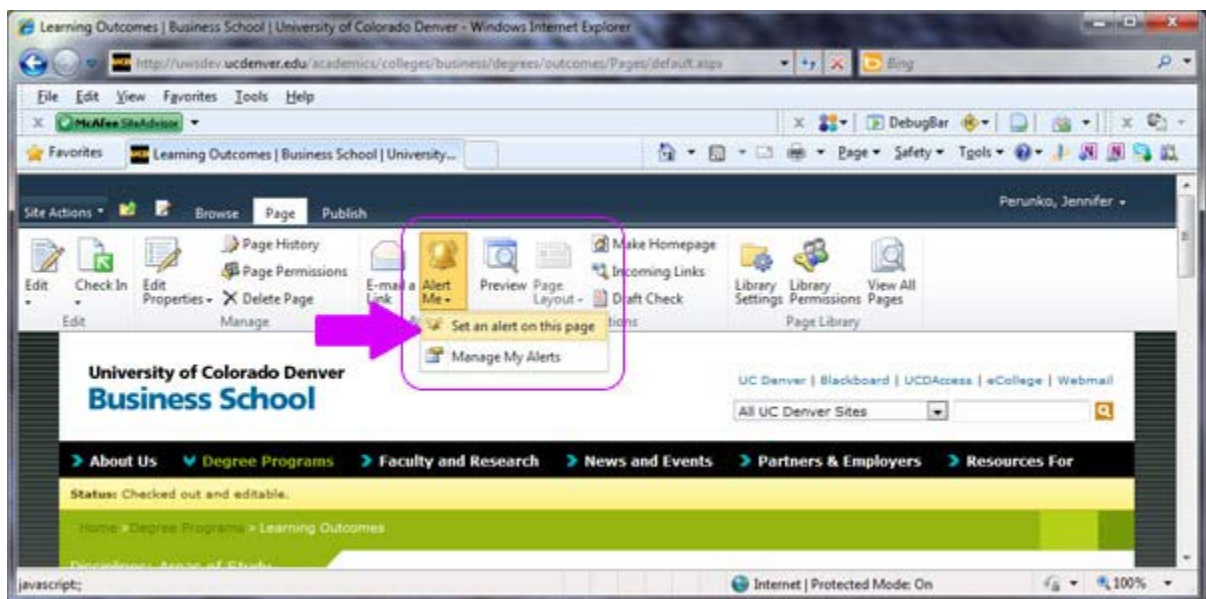 Learning Outcomes | Business School | University of Colorado Denver - Windows Internet Explorer
http://uwsdev.ucdenver.edu/academics/colleges/business/degrees/outcomes/Pages/default.aspx
Bing
File Edit View Favorites Tools Help
X McAfee SiteAdvisor
x DebugBar x
Favorites Learning Outcomes | Business School | University...
Page Safety Tools
Site Actions Browse Page Publish
Perunko, Jennifer
Edit
Check In
Edit Properties
Page History
Page Permissions
Delete Page
E-mail a Link
Alert Me
Preview
Page Layout
Make Homepage
Incoming Links
Draft Check
Library Settings
Library Permissions
View All Pages
Edit
Manage
Page Library
Set an alert on this page
Manage My Alerts
University of Colorado Denver
Business School
UC Denver | Blackboard | UCDAccess | eCollege | Webmail
All UC Denver Sites
About Us Degree Programs Faculty and Research News and Events Partners & Employers Resources For
Status: Checked out and editable.
Home » Degree Programs » Learning Outcomes
javascript:;
Internet | Protected Mode: On
100%